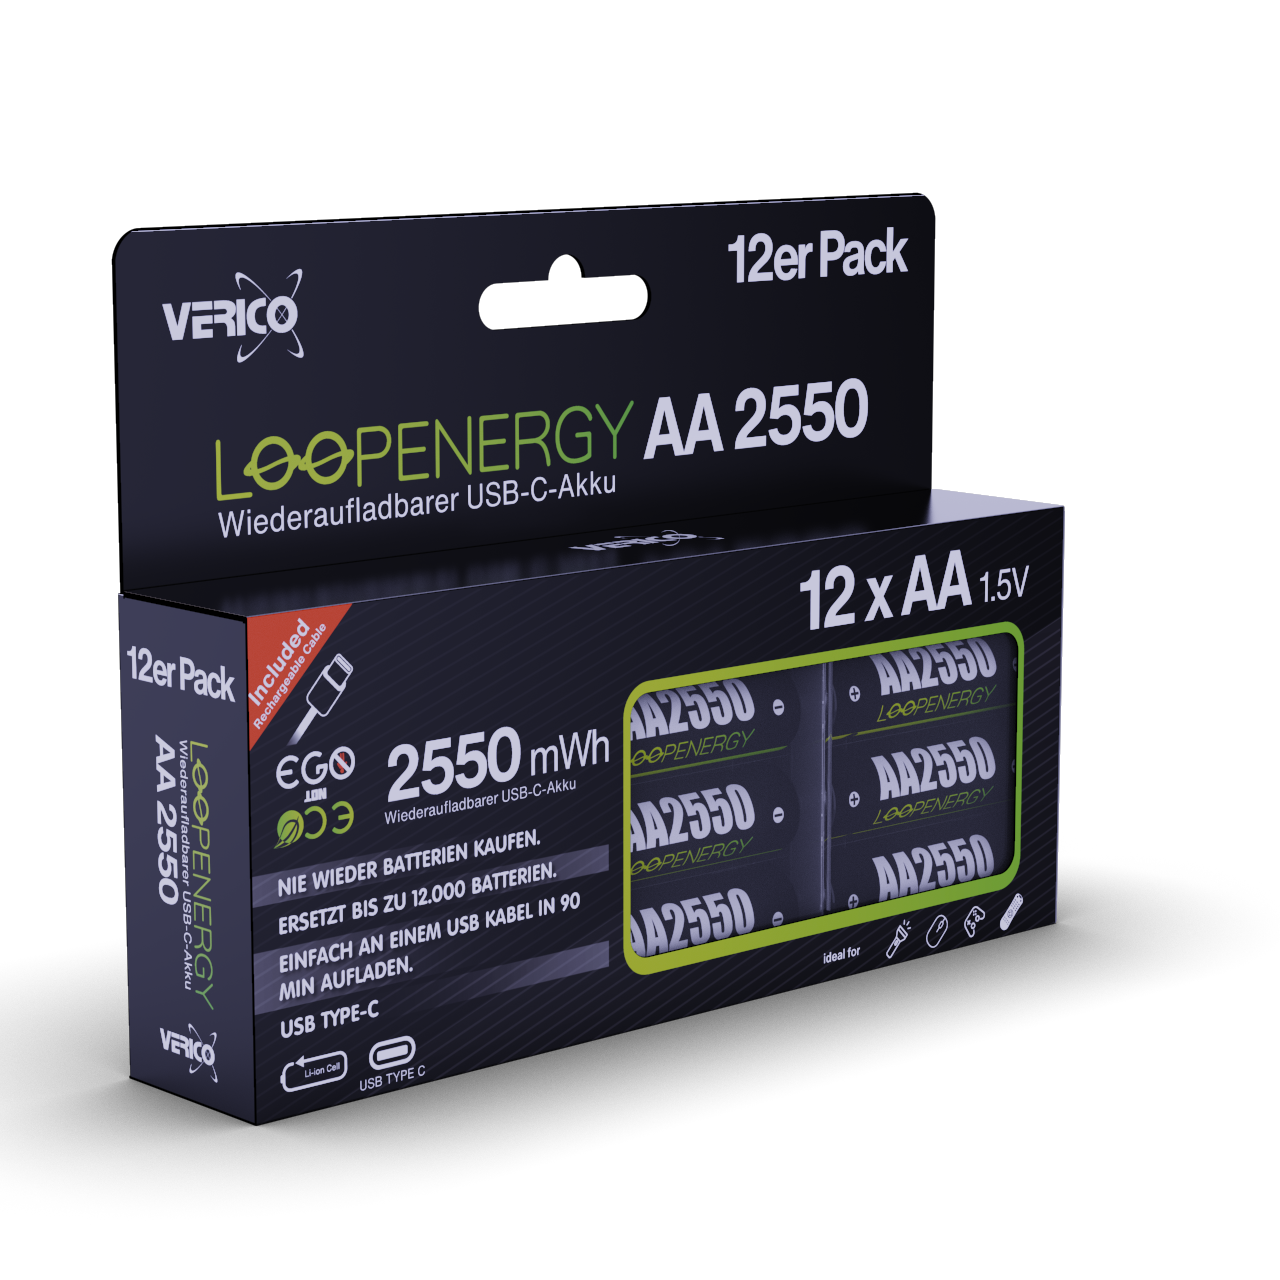 12er Pack
VERICO
LOOPENERGY AA 2550
Wiederaufladbarer USB-C-Akku
VERICO
12 x AA 1.5V
Included
Rechargeable Cable
12er Pack
LOOPENERGY
Wiederaufladbarer USB-C-Akku
AA 2550
VERICO
EGO
NOT
ECO
2550 mWh
Wiederaufladbarer USB-C-Akku
NIE WIEDER BATTERIEN KAUFEN.
ERSETZT BIS ZU 12.000 BATTERIEN.
EINFACH AN EINEM USB KABEL IN 90
MIN AUFLADEN.
USB TYPE-C
Li-ion Cell
USB TYPE C
AA2550
LOOPENERGY
AA2550
LOOPENERGY
AA2550
AA2550
LOOPENERGY
AA2550
LOOPENERGY
AA2550
ideal for